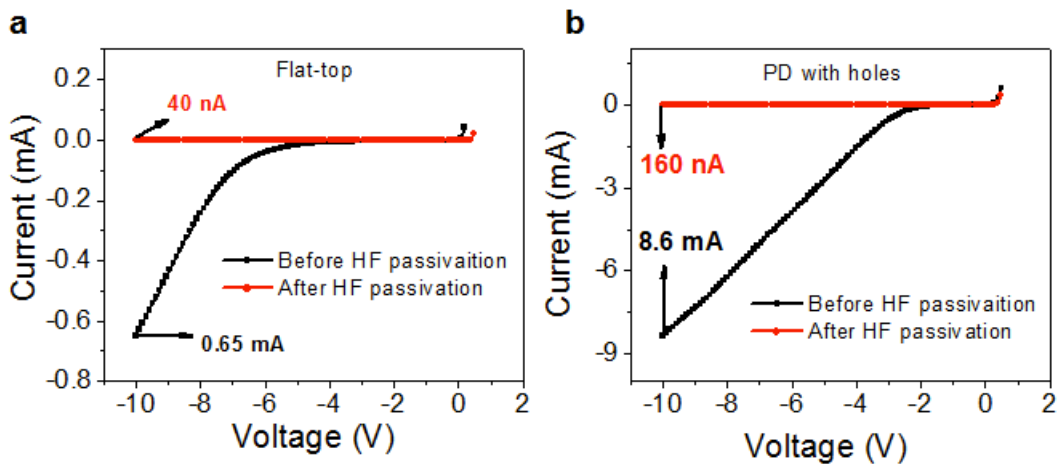 a
Flat-top
40 nA
0.2
0.0
-0.2
-0.4
-0.6
-0.8
Current (mA)
Before HF passivaition
After HF passivation
0.65 mA
-10 -8 -6 -4 -2 0 2
Voltage (V)
b
PD with holes
0
-3
-6
-9
Current (mA)
160 nA
8.6 mA
Before HF passivaition
After HF passivation
-10 -8 -6 -4 -2 0 2
Voltage (V)